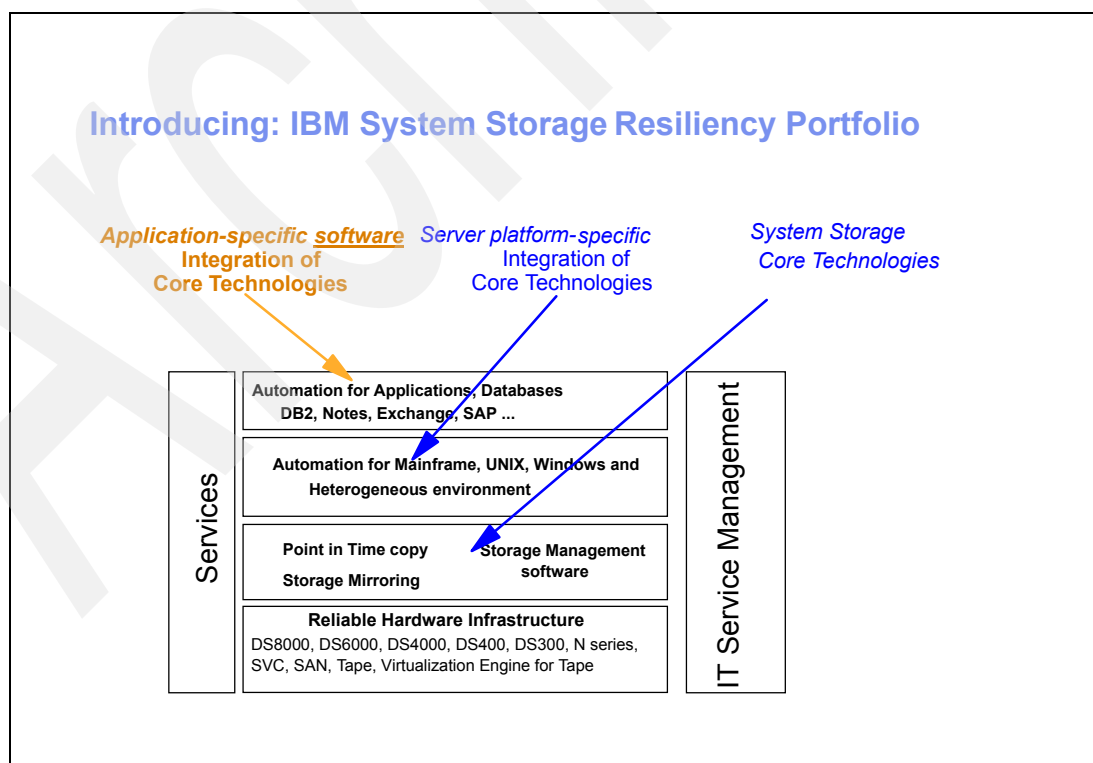 Introducing: IBM System Storage Resiliency Portfolio
Application-specific software
Integration of
Core Technologies
Server platform-specific
Integration of
Core Technologies
System Storage
Core Technologies
Services
Automation for Applications, Databases
DB2, Notes, Exchange, SAP ...
Automation for Mainframe, UNIX, Windows and
Heterogeneous environment
Point in Time copy
Storage Mirroring
Storage Management
software
Reliable Hardware Infrastructure
DS8000, DS6000, DS4000, DS400, DS300, N series,
SVC, SAN, Tape, Virtualization Engine for Tape
IT Service Management